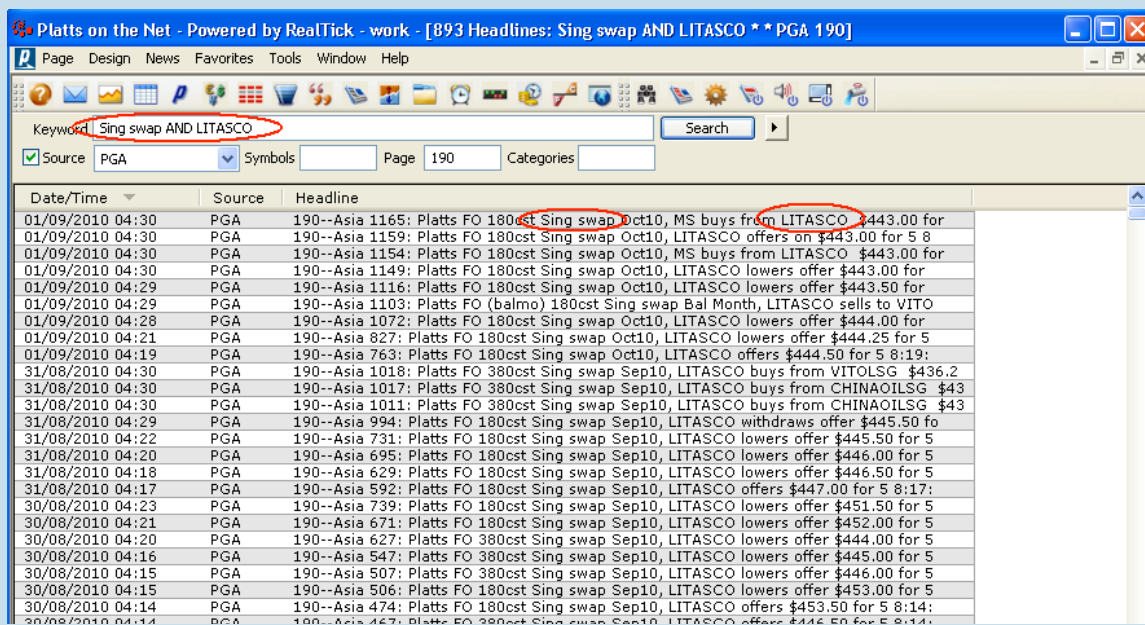 Platts on the Net - Powered by RealTick - work - [893 Headlines: Sing swap AND LITASCO * * PGA 190]
Page Design News Favorites Tools Window Help
Keyword Sing swap AND LITASCO Search
Source PGA Symbols Page 190 Categories
Date/Time Source Headline
01/09/2010 04:30 PGA 190--Asia 1165: Platts FO 180cst Sing swap Oct10, MS buys from LITASCO $443.00 for
01/09/2010 04:30 PGA 190--Asia 1159: Platts FO 180cst Sing swap Oct10, LITASCO offers on $443.00 for 5 8
01/09/2010 04:30 PGA 190--Asia 1154: Platts FO 180cst Sing swap Oct10, MS buys from LITASCO $443.00 for
01/09/2010 04:30 PGA 190--Asia 1149: Platts FO 180cst Sing swap Oct10, LITASCO lowers offer $443.00 for
01/09/2010 04:29 PGA 190--Asia 1116: Platts FO 180cst Sing swap Oct10, LITASCO lowers offer $443.50 for
01/09/2010 04:29 PGA 190--Asia 1103: Platts FO (balmo) 180cst Sing swap Bal Month, LITASCO sells to VITO
01/09/2010 04:28 PGA 190--Asia 1072: Platts FO 180cst Sing swap Oct10, LITASCO lowers offer $444.00 for
01/09/2010 04:21 PGA 190--Asia 827: Platts FO 180cst Sing swap Oct10, LITASCO lowers offer $444.25 for 5
01/09/2010 04:19 PGA 190--Asia 763: Platts FO 180cst Sing swap Oct10, LITASCO offers $444.50 for 5 8:19:
31/08/2010 04:30 PGA 190--Asia 1018: Platts FO 380cst Sing swap Sep10, LITASCO buys from VITOLSG $436.2
31/08/2010 04:30 PGA 190--Asia 1017: Platts FO 380cst Sing swap Sep10, LITASCO buys from CHINAOILSG $43
31/08/2010 04:30 PGA 190--Asia 1011: Platts FO 380cst Sing swap Sep10, LITASCO buys from CHINAOILSG $43
31/08/2010 04:29 PGA 190--Asia 994: Platts FO 180cst Sing swap Sep10, LITASCO withdraws offer $445.50 fo
31/08/2010 04:22 PGA 190--Asia 731: Platts FO 180cst Sing swap Sep10, LITASCO lowers offer $445.50 for 5
31/08/2010 04:20 PGA 190--Asia 695: Platts FO 180cst Sing swap Sep10, LITASCO lowers offer $446.00 for 5
31/08/2010 04:18 PGA 190--Asia 629: Platts FO 180cst Sing swap Sep10, LITASCO lowers offer $446.50 for 5
31/08/2010 04:17 PGA 190--Asia 592: Platts FO 180cst Sing swap Sep10, LITASCO offers $447.00 for 5 8:17:
30/08/2010 04:23 PGA 190--Asia 739: Platts FO 180cst Sing swap Sep10, LITASCO lowers offer $451.50 for 5
30/08/2010 04:21 PGA 190--Asia 671: Platts FO 180cst Sing swap Sep10, LITASCO lowers offer $452.00 for 5
30/08/2010 04:20 PGA 190--Asia 627: Platts FO 380cst Sing swap Sep10, LITASCO lowers offer $444.00 for 5
30/08/2010 04:16 PGA 190--Asia 547: Platts FO 380cst Sing swap Sep10, LITASCO lowers offer $445.00 for 5
30/08/2010 04:15 PGA 190--Asia 507: Platts FO 380cst Sing swap Sep10, LITASCO lowers offer $446.00 for 5
30/08/2010 04:15 PGA 190--Asia 506: Platts FO 180cst Sing swap Sep10, LITASCO lowers offer $453.00 for 5
30/08/2010 04:14 PGA 190--Asia 474: Platts FO 180cst Sing swap Sep10, LITASCO offers $453.50 for 5 8:14:
30/08/2010 04:14 PGA 190--Asia 467: Platts FO 380cst Sing swap Sep10, LITASCO offers $446.50 for 5 8:14: